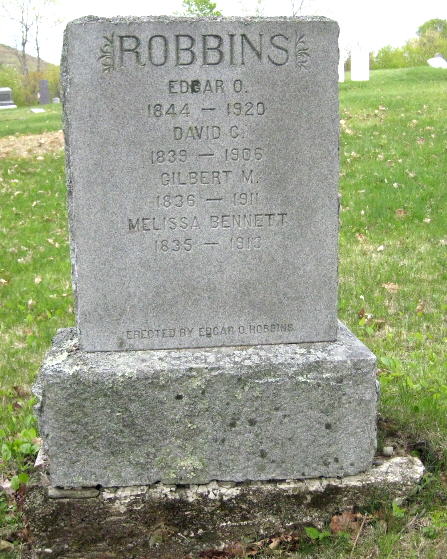 ROBBINS
EDGAR O.
1844 — 1920
DAVID C.
1839 — 1906
GILBERT M.
1836 — 1911
MELISSA BENNETT
1835 — 1913
ERECTED BY EDGAR O. ROBBINS.